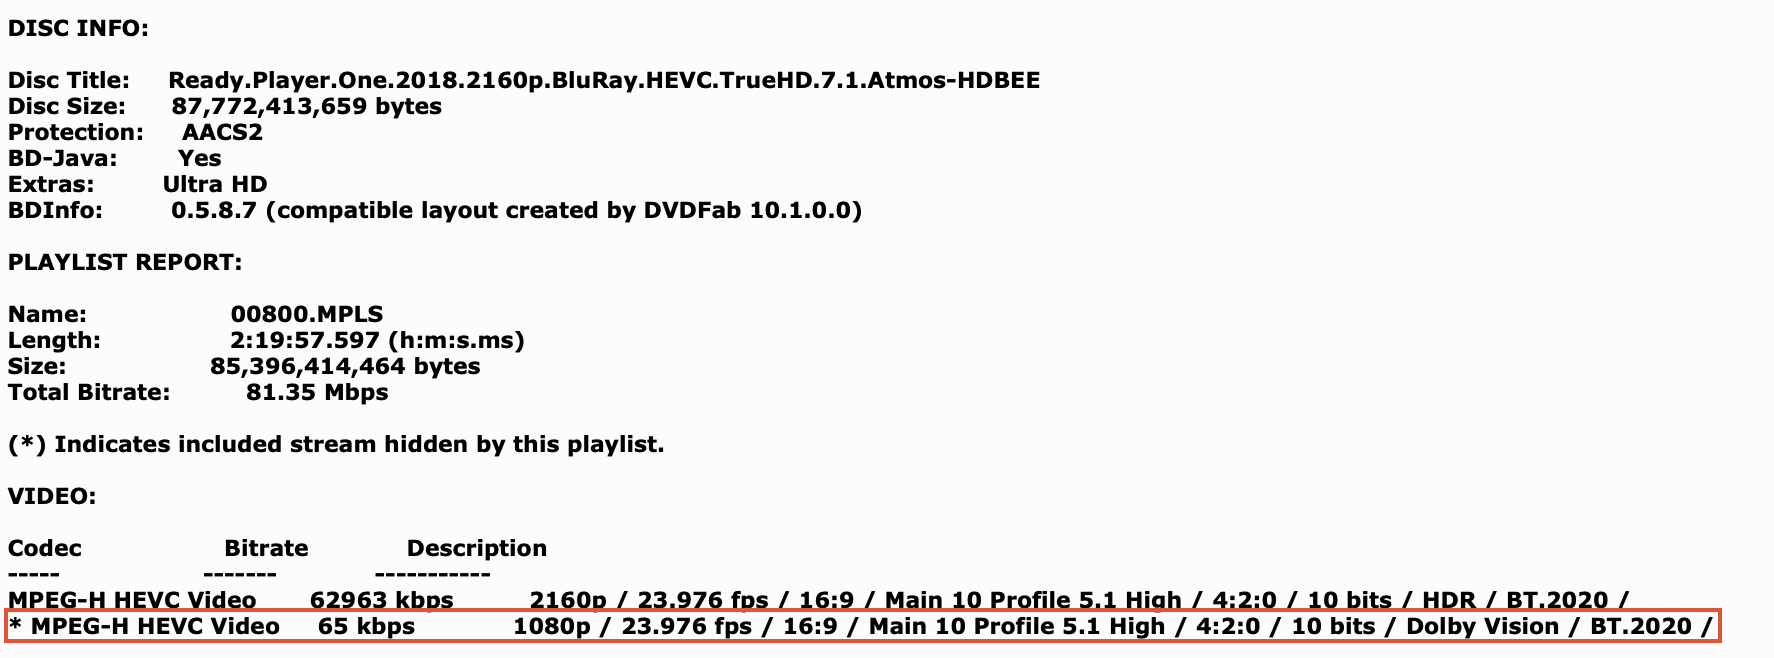 DISC INFO:
Disc Title: Ready.Player.One.2018.2160p.BluRay.HEVC.TrueHD.7.1.Atmos-HDBEE
Disc Size: 87,772,413,659 bytes
Protection: AACS2
BD-Java: Yes
Extras: Ultra HD
BDInfo: 0.5.8.7 (compatible layout created by DVDFab 10.1.0.0)
PLAYLIST REPORT:
Name: 00800.MPLS
Length: 2:19:57.597 (h:m:s.ms)
Size: 85,396,414,464 bytes
Total Bitrate: 81.35 Mbps
(*) Indicates included stream hidden by this playlist.
VIDEO:
Codec Bitrate Description
----- ------- -----------
MPEG-H HEVC Video 62963 kbps 2160p / 23.976 fps / 16:9 / Main 10 Profile 5.1 High / 4:2:0 / 10 bits / HDR / BT.2020 /
* MPEG-H HEVC Video 65 kbps 1080p / 23.976 fps / 16:9 / Main 10 Profile 5.1 High / 4:2:0 / 10 bits / Dolby Vision / BT.2020 /